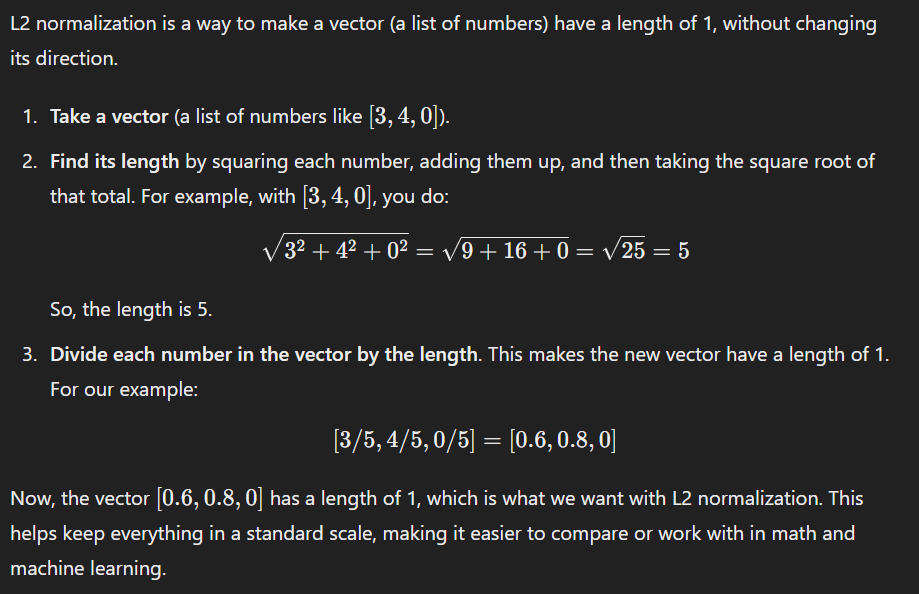 L2 normalization is a way to make a vector (a list of numbers) have a length of 1, without changing
its direction.
1. Take a vector (a list of numbers like [3, 4, 0]).
2. Find its length by squaring each number, adding them up, and then taking the square root of
that total. For example, with [3, 4, 0], you do:
√(3² + 4² + 0²) = √(9 + 16 + 0) = √25 = 5
So, the length is 5.
3. Divide each number in the vector by the length. This makes the new vector have a length of 1.
For our example:
[3/5, 4/5, 0/5] = [0.6, 0.8, 0]
Now, the vector [0.6, 0.8, 0] has a length of 1, which is what we want with L2 normalization. This
helps keep everything in a standard scale, making it easier to compare or work with in math and
machine learning.